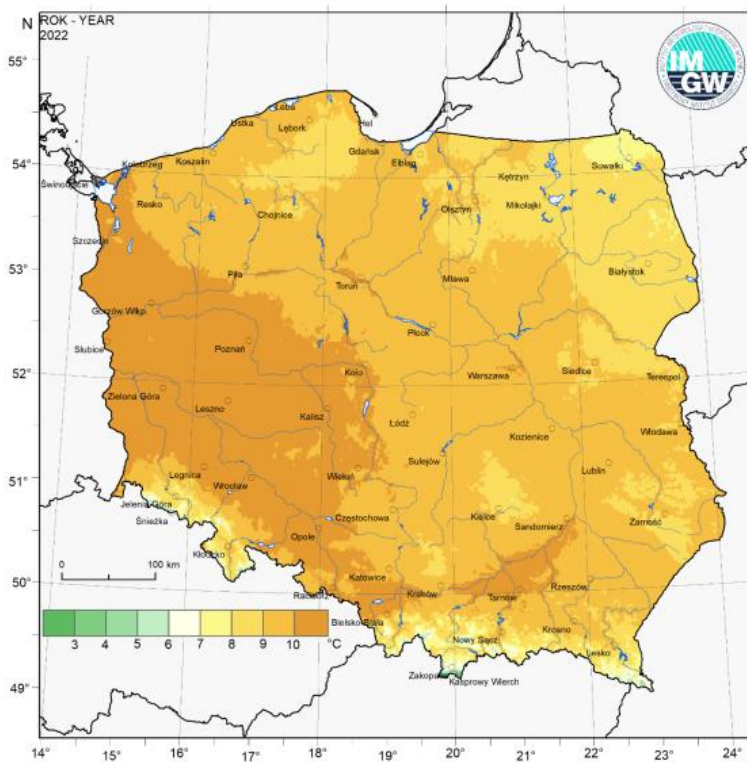 N
ROK - YEAR
2022
IM
GW
55°
Łeba
Ustka
Hel
Lębork
Gdańsk
Elbląg
Kołobrzeg
Koszalin
54°
Kętrzyn
Suwałki
Świnoujście
Resko
Chojnice
Olsztyn
Mikołajki
Szczecin
53°
Piła
Toruń
Mława
Białystok
Gorzów Wlkp.
Płock
Słubice
Poznań
Koło
Warszawa
Siedlce
Terespol
52°
Zielona Góra
Leszno
Kalisz
Łódź
Kozienice
Włodawa
Sulejów
Lublin
51°
Legnica
Wrocław
Wieluń
Jelenia Góra
Śnieżka
Częstochowa
Kielce
Sandomierz
Zamość
Opole
Kłodzko
50°
0 100 km
Katowice
Racibórz
Kraków
Tarnów
Rzeszów
3 4 5 6 7 8 9 10 °C
Bielsko-Biała
Nowy Sącz
Krosno
Lesko
49°
Zakopa
Kasprowy Wierch
14° 15° 16° 17° 18° 19° 20° 21° 22° 23° 24°